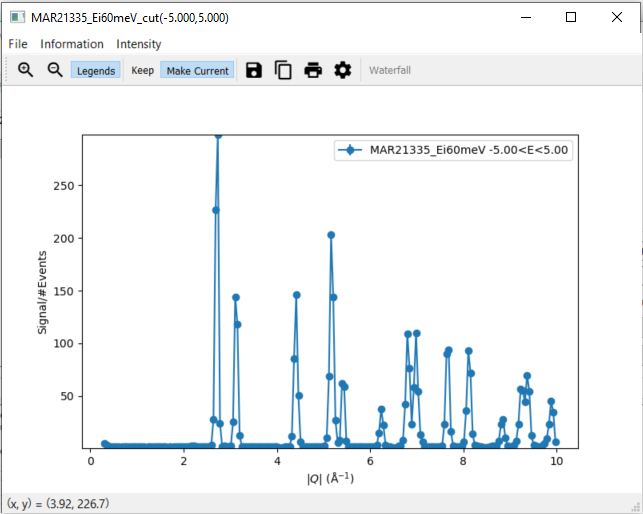 MAR21335_Ei60meV_cut(-5.000,5.000)
File Information Intensity
Legends Keep Make Current Waterfall
MAR21335_Ei60meV -5.00<E<5.00
250
200
150
100
50
Signal/#Events
0 2 4 6 8 10
|Q| (Å⁻¹)
(x, y) = (3.92, 226.7)